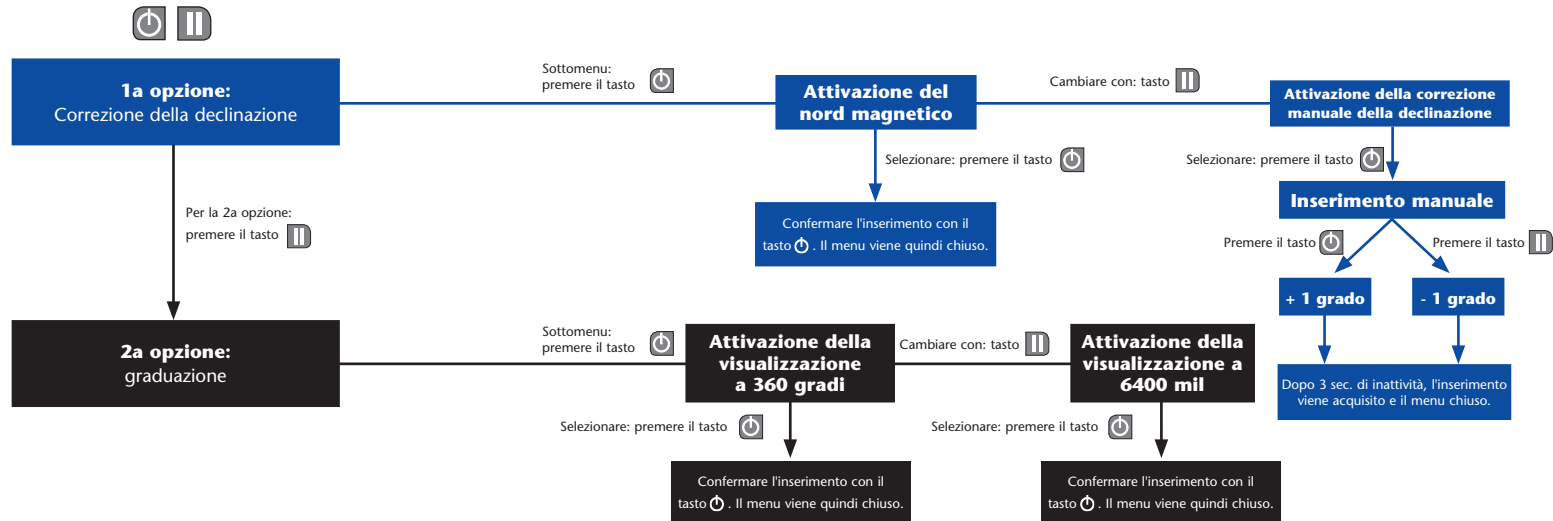 1a opzione:
Correzione della declinazione
Sottomenu:
premere il tasto
Attivazione del
nord magnetico
Cambiare con: tasto
Attivazione della correzione
manuale della declinazione
Selezionare: premere il tasto
Selezionare: premere il tasto
Confermare l'inserimento con il
tasto . Il menu viene quindi chiuso.
Inserimento manuale
Premere il tasto
Premere il tasto
+ 1 grado
- 1 grado
Dopo 3 sec. di inattività, l'inserimento
viene acquisito e il menu chiuso.
Per la 2a opzione:
premere il tasto
2a opzione:
graduazione
Sottomenu:
premere il tasto
Attivazione della
visualizzazione
a 360 gradi
Cambiare con: tasto
Attivazione della
visualizzazione a
6400 mil
Selezionare: premere il tasto
Selezionare: premere il tasto
Confermare l'inserimento con il
tasto . Il menu viene quindi chiuso.
Confermare l'inserimento con il
tasto . Il menu viene quindi chiuso.